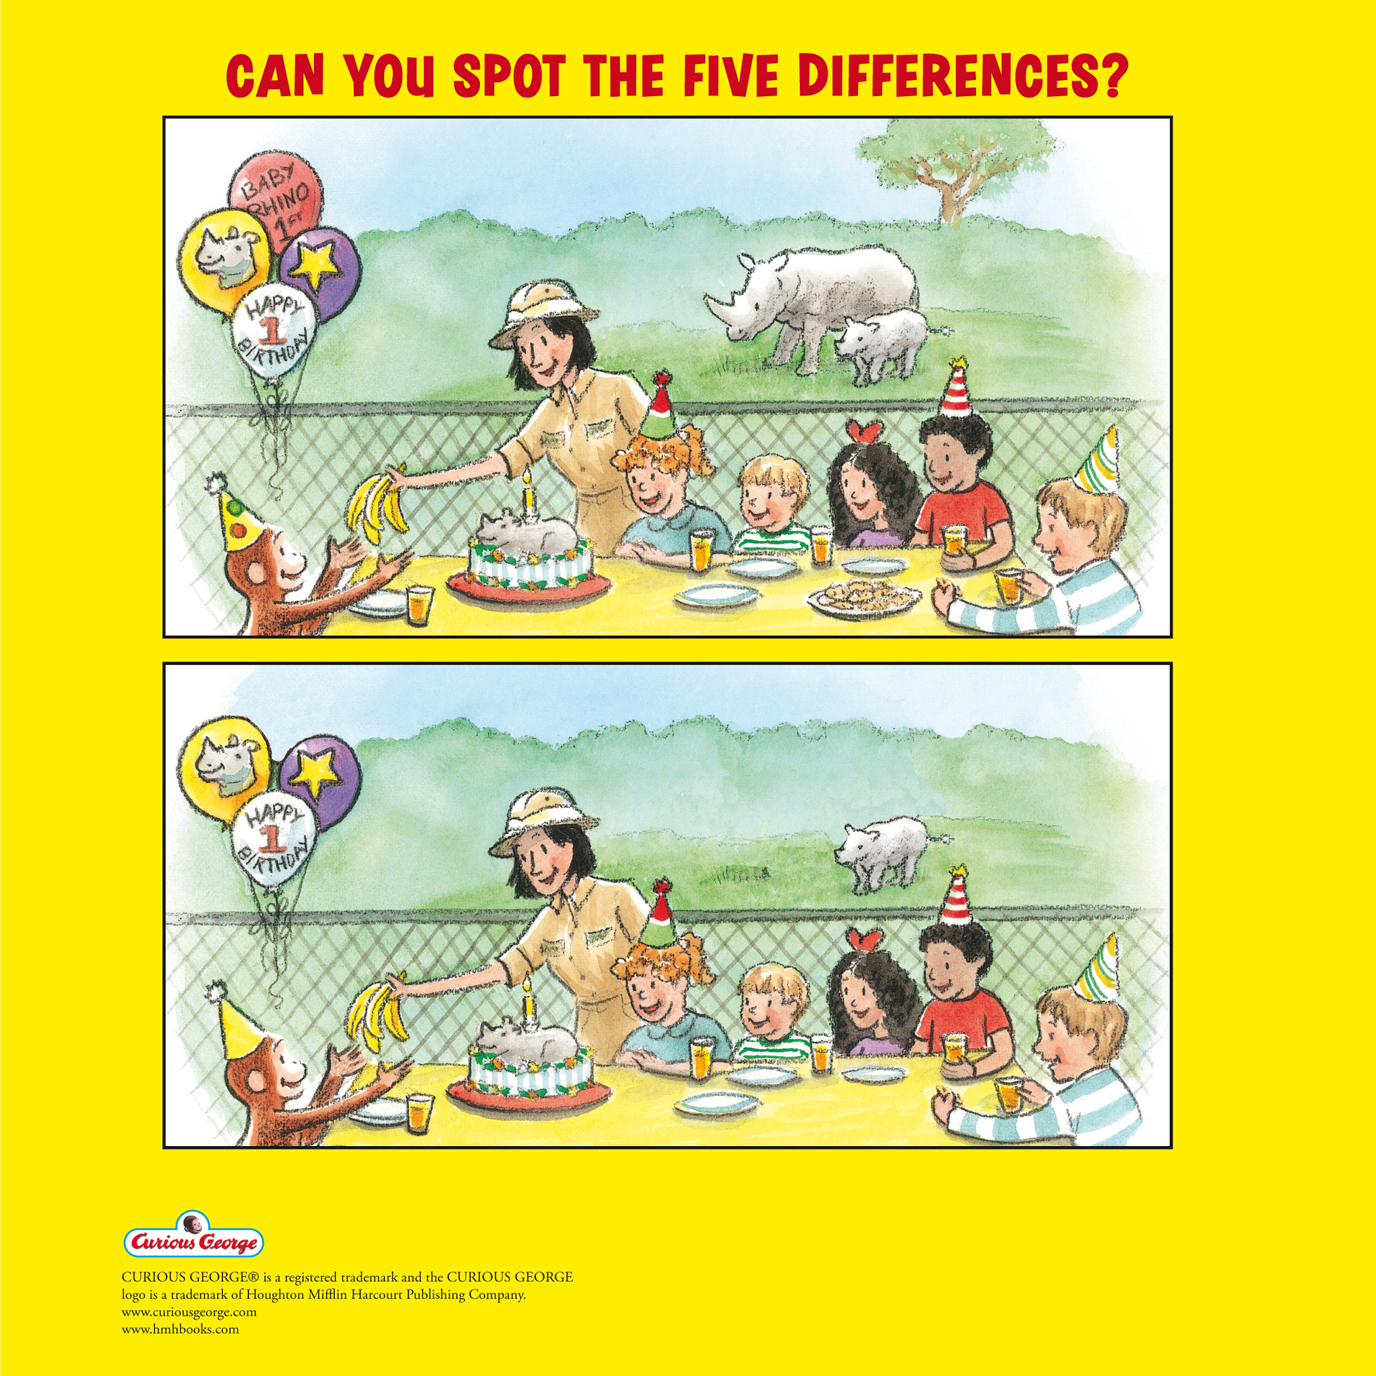 CAN YOU SPOT THE FIVE DIFFERENCES?
BABY
RHINO
1ST
HAPPY
1
BIRTHDAY
HAPPY
1
BIRTHDAY
Curious George
CURIOUS GEORGE® is a registered trademark and the CURIOUS GEORGE
logo is a trademark of Houghton Mifflin Harcourt Publishing Company.
www.curiousgeorge.com
www.hmhbooks.com